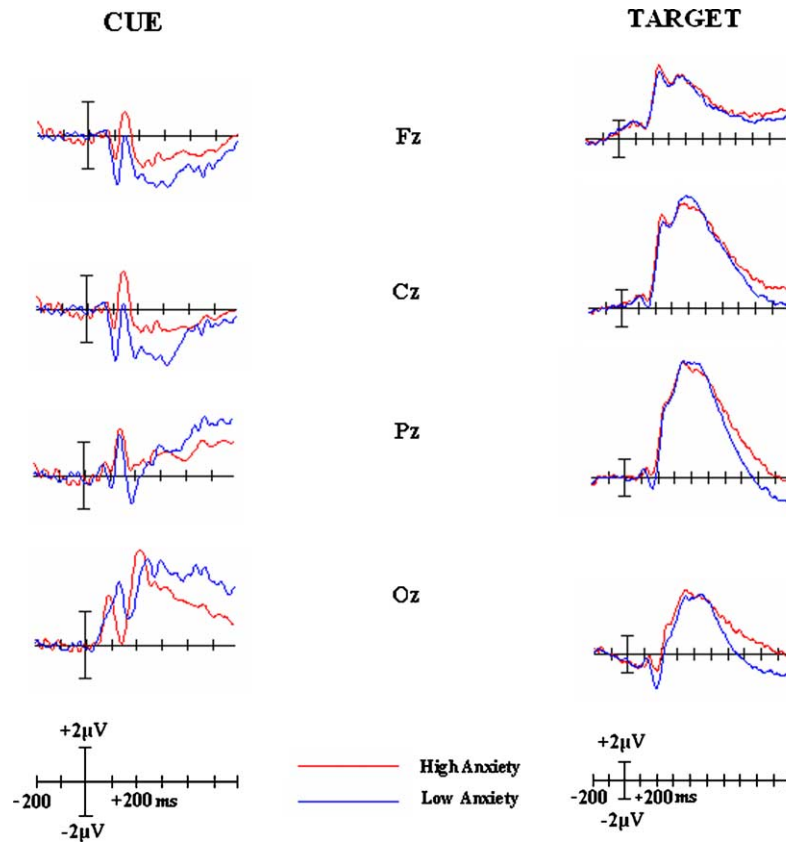 CUE
TARGET
Fz
Cz
Pz
Oz
+2µV
-200
+200 ms
-2µV
High Anxiety
Low Anxiety
+2µV
-200
+200 ms
-2µV